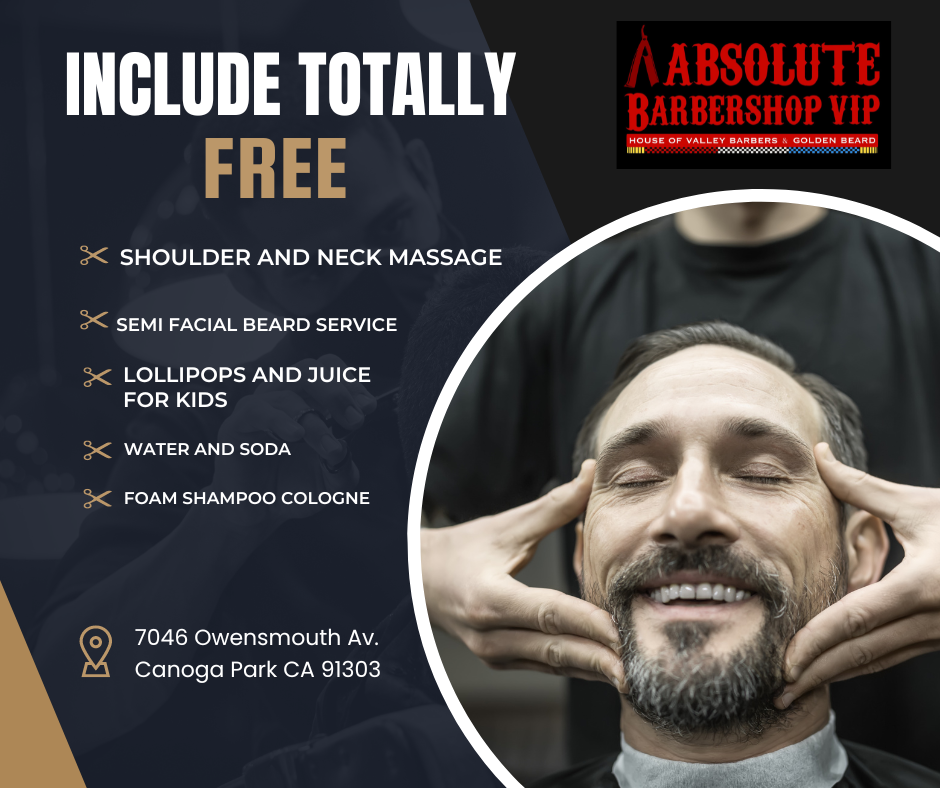 INCLUDE TOTALLY
FREE
ABSOLUTE
BARBERSHOP VIP
HOUSE OF VALLEY BARBERS & GOLDEN BEARD
SHOULDER AND NECK MASSAGE
SEMI FACIAL BEARD SERVICE
LOLLIPOPS AND JUICE
FOR KIDS
WATER AND SODA
FOAM SHAMPOO COLOGNE
7046 Owensmouth Av.
Canoga Park CA 91303